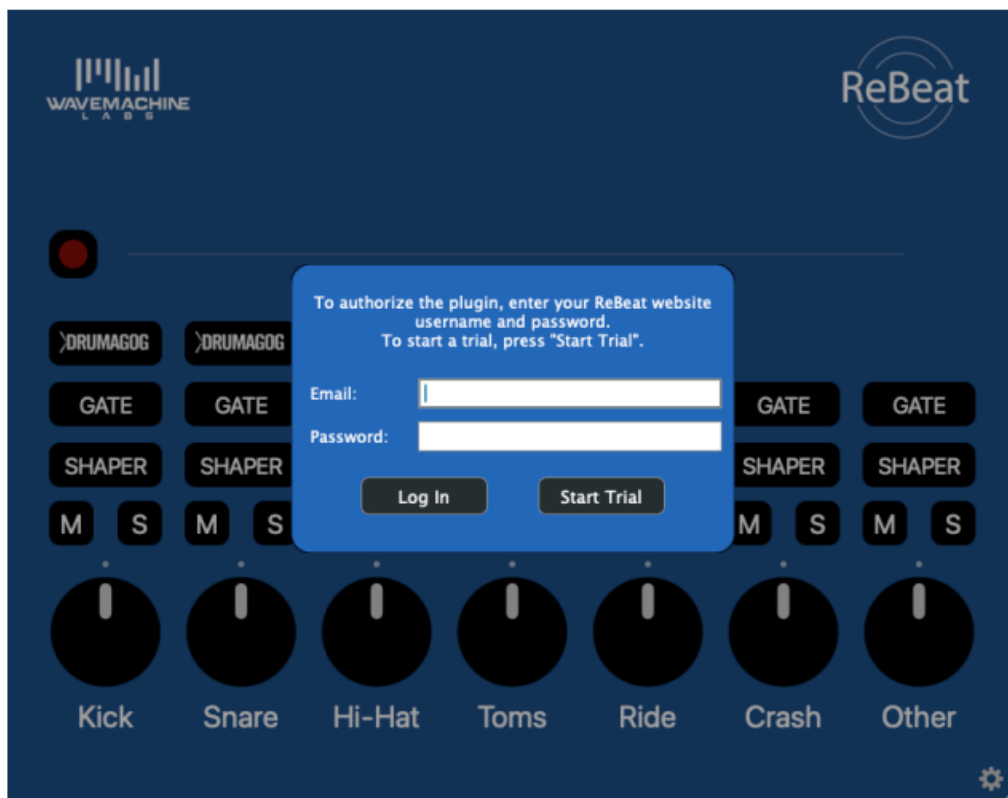 WAVEMACHINE
LABS
ReBeat
To authorize the plugin, enter your ReBeat website
username and password.
To start a trial, press "Start Trial".
Email:
Password:
Log In
Start Trial
DRUMAGOG
DRUMAGOG
GATE
GATE
GATE
GATE
SHAPER
SHAPER
SHAPER
SHAPER
M S
M S
M S
M S
Kick
Snare
Hi-Hat
Toms
Ride
Crash
Other